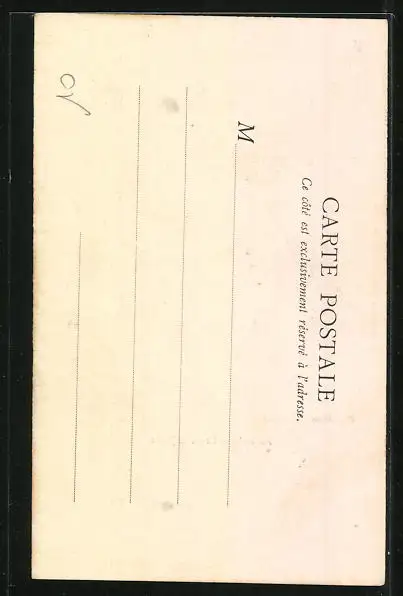 CARTE POSTALE
Ce côté est exclusivement réservé à l'adresse.
M